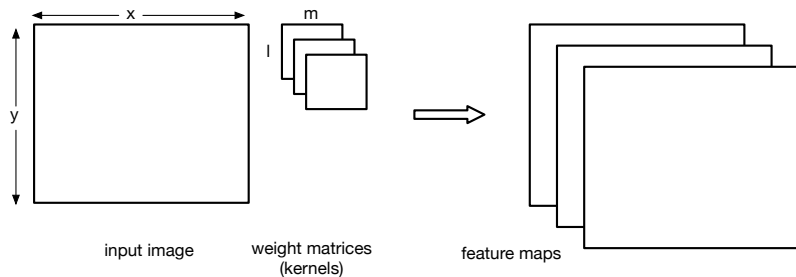 x
m
l
y
input image
weight matrices
(kernels)
feature maps